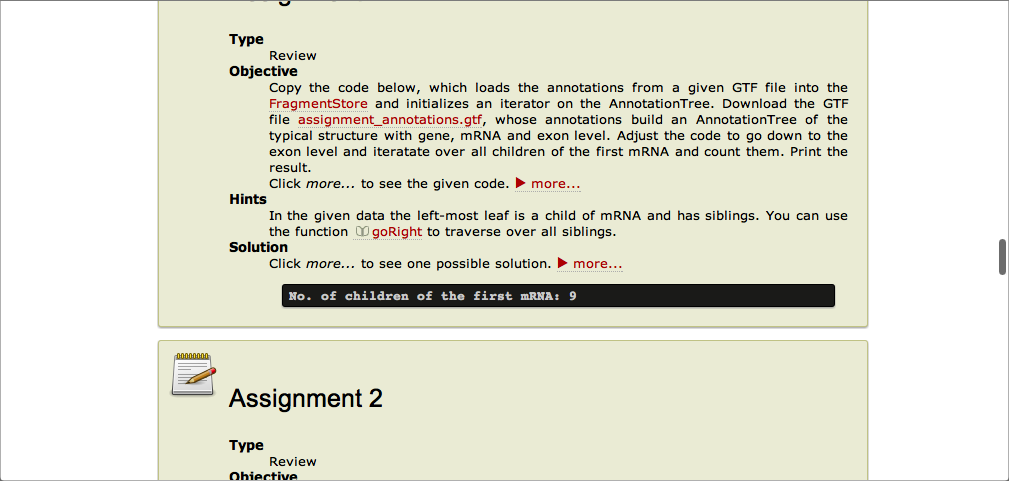 Type
Review
Objective
Copy the code below, which loads the annotations from a given GTF file into the
FragmentStore and initializes an iterator on the AnnotationTree. Download the GTF
file assignment_annotations.gtf, whose annotations build an AnnotationTree of the
typical structure with gene, mRNA and exon level. Adjust the code to go down to the
exon level and iteratate over all children of the first mRNA and count them. Print the
result.
Click more... to see the given code. ▶ more...
Hints
In the given data the left-most leaf is a child of mRNA and has siblings. You can use
the function goRight to traverse over all siblings.
Solution
Click more... to see one possible solution. ▶ more...
No. of children of the first mRNA: 9
Assignment 2
Type
Review
Objective